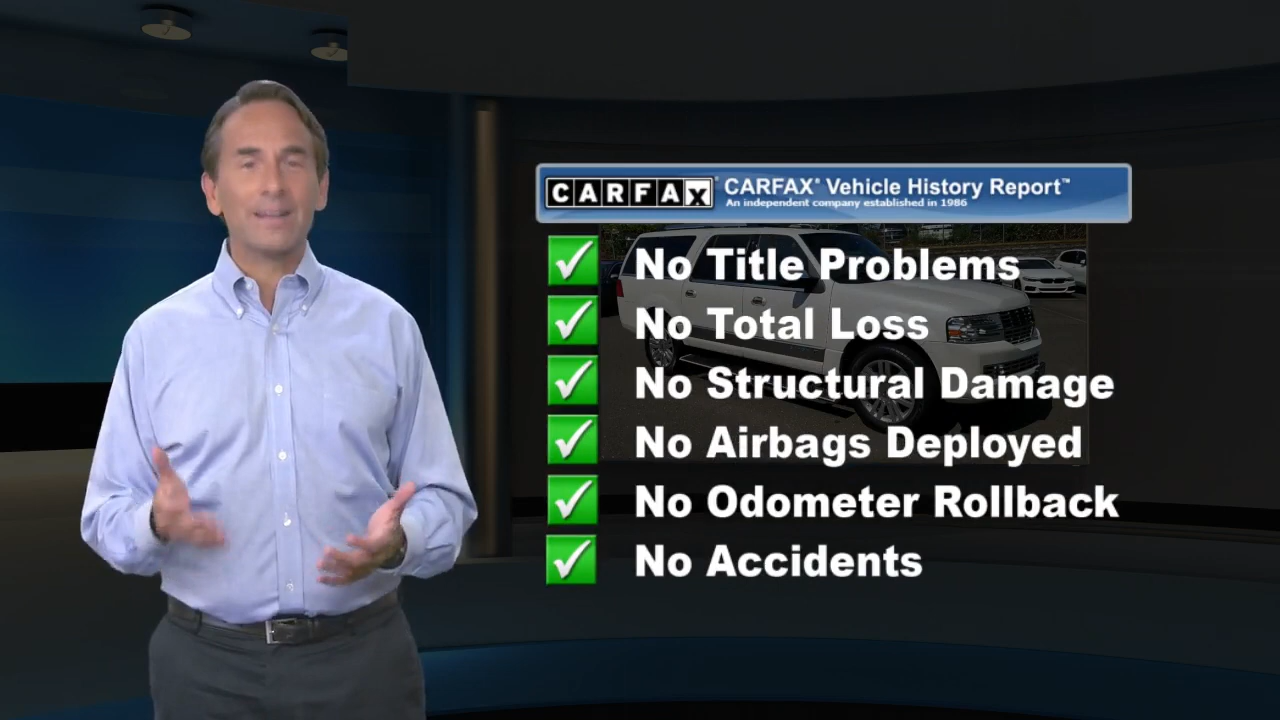 CARFAX® CARFAX® Vehicle History Report™
An independent company established in 1986
No Title Problems
No Total Loss
No Structural Damage
No Airbags Deployed
No Odometer Rollback
No Accidents